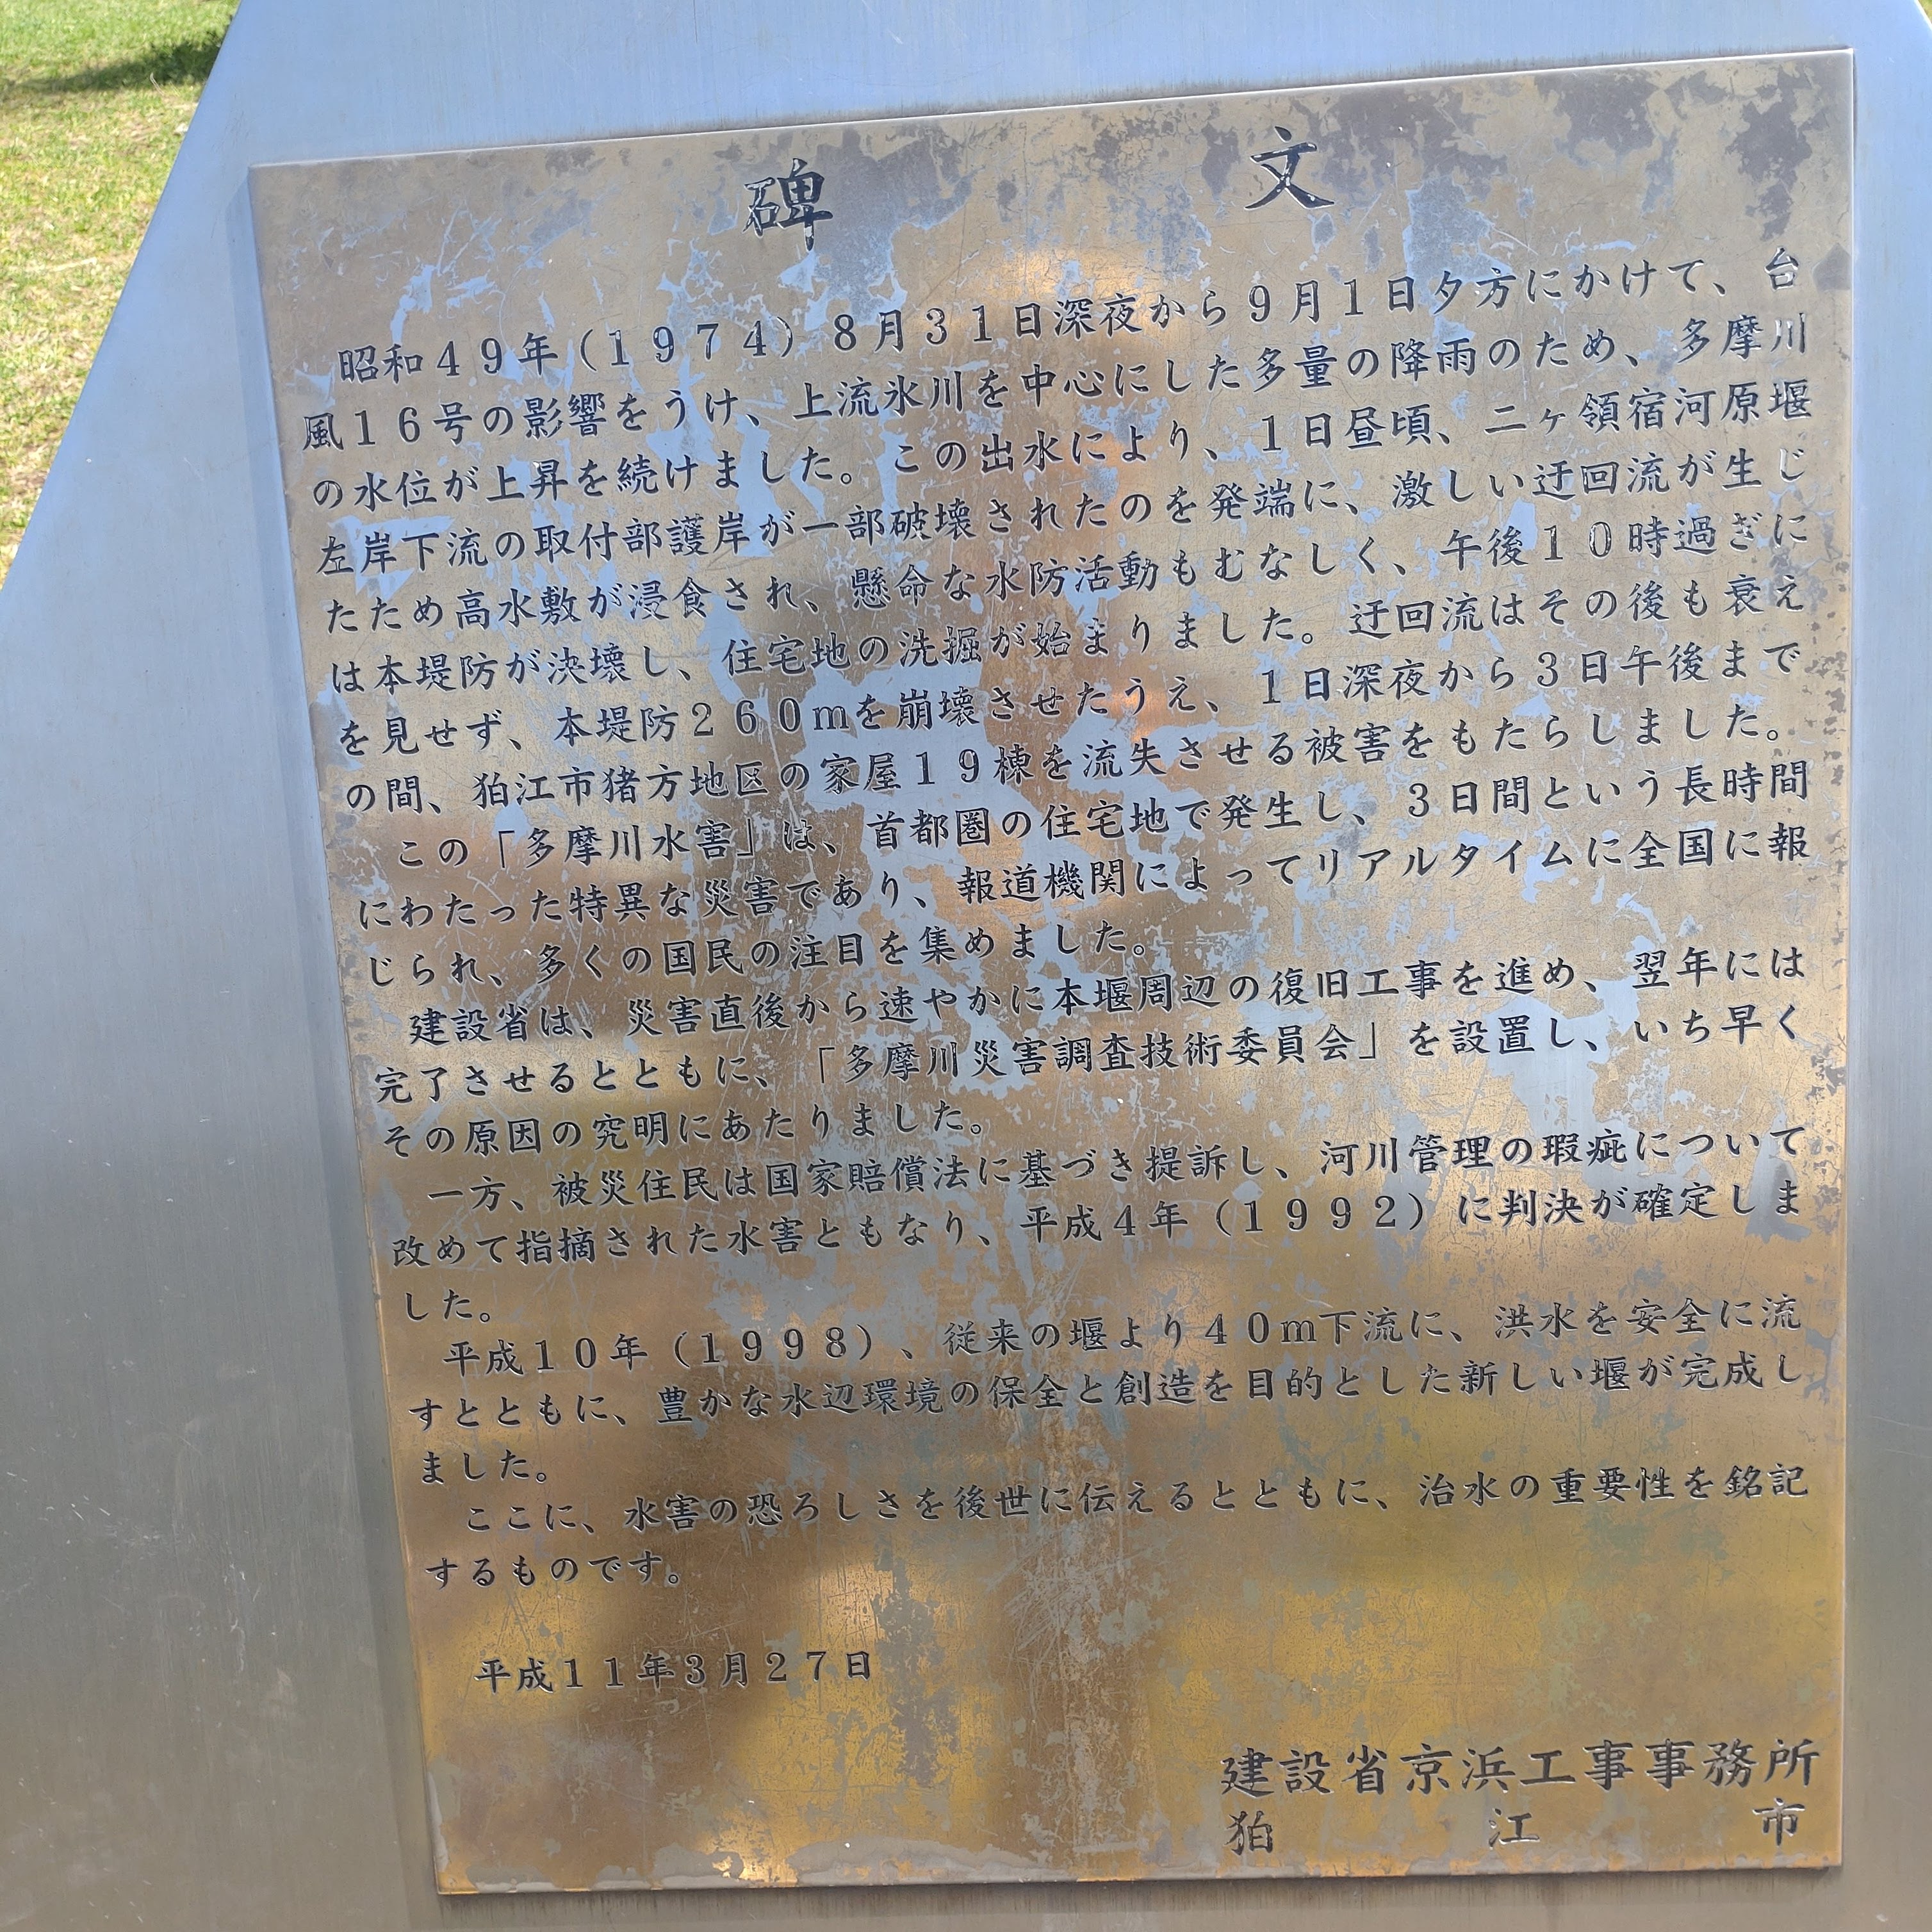 碑文
昭和49年（1974）8月31日深夜から9月1日夕方にかけて、台
風16号の影響をうけ、上流氷川を中心にした多量の降雨のため、多摩川
の水位が上昇を続けました。この出水により、1日昼頃、二ヶ領宿河原堰
左岸下流の取付部護岸が一部破壊されたのを発端に、激しい迂回流が生じ
たため高水敷が浸食され、懸命な水防活動もむなしく、午後10時過ぎに
は本堤防が決壊し、住宅地の洗掘が始まりました。迂回流はその後も衰え
を見せず、本堤防260mを崩壊させたうえ、1日深夜から3日午後まで
の間、狛江市猪方地区の家屋19棟を流失させる被害をもたらしました。
この「多摩川水害」は、首都圏の住宅地で発生し、3日間という長時間
にわたった特異な災害であり、報道機関によってリアルタイムに全国に報
じられ、多くの国民の注目を集めました。
建設省は、災害直後から速やかに本堰周辺の復旧工事を進め、翌年には
完了させるとともに、「多摩川災害調査技術委員会」を設置し、いち早く
その原因の究明にあたりました。
一方、被災住民は国家賠償法に基づき提訴し、河川管理の瑕疵について
改めて指摘された水害ともなり、平成4年（1992）に判決が確定しま
した。
平成10年（1998）、従来の堰より40m下流に、洪水を安全に流
すとともに、豊かな水辺環境の保全と創造を目的とした新しい堰が完成し
ました。
ここに、水害の恐ろしさを後世に伝えるとともに、治水の重要性を銘記
するものです。
平成11年3月27日
建設省京浜工事事務所
狛江市